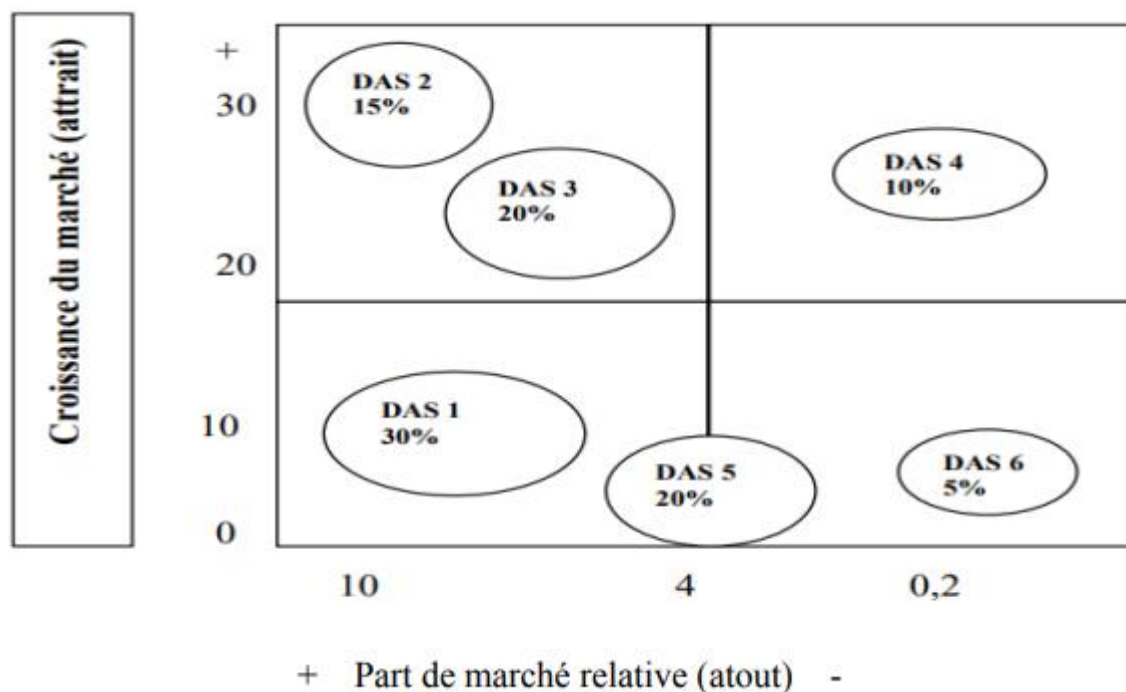 Croissance du marché (attrait)
+
30
20
10
0
DAS 2
15%
DAS 3
20%
DAS 4
10%
DAS 1
30%
DAS 5
20%
DAS 6
5%
10 4 0,2
+ Part de marché relative (atout) -